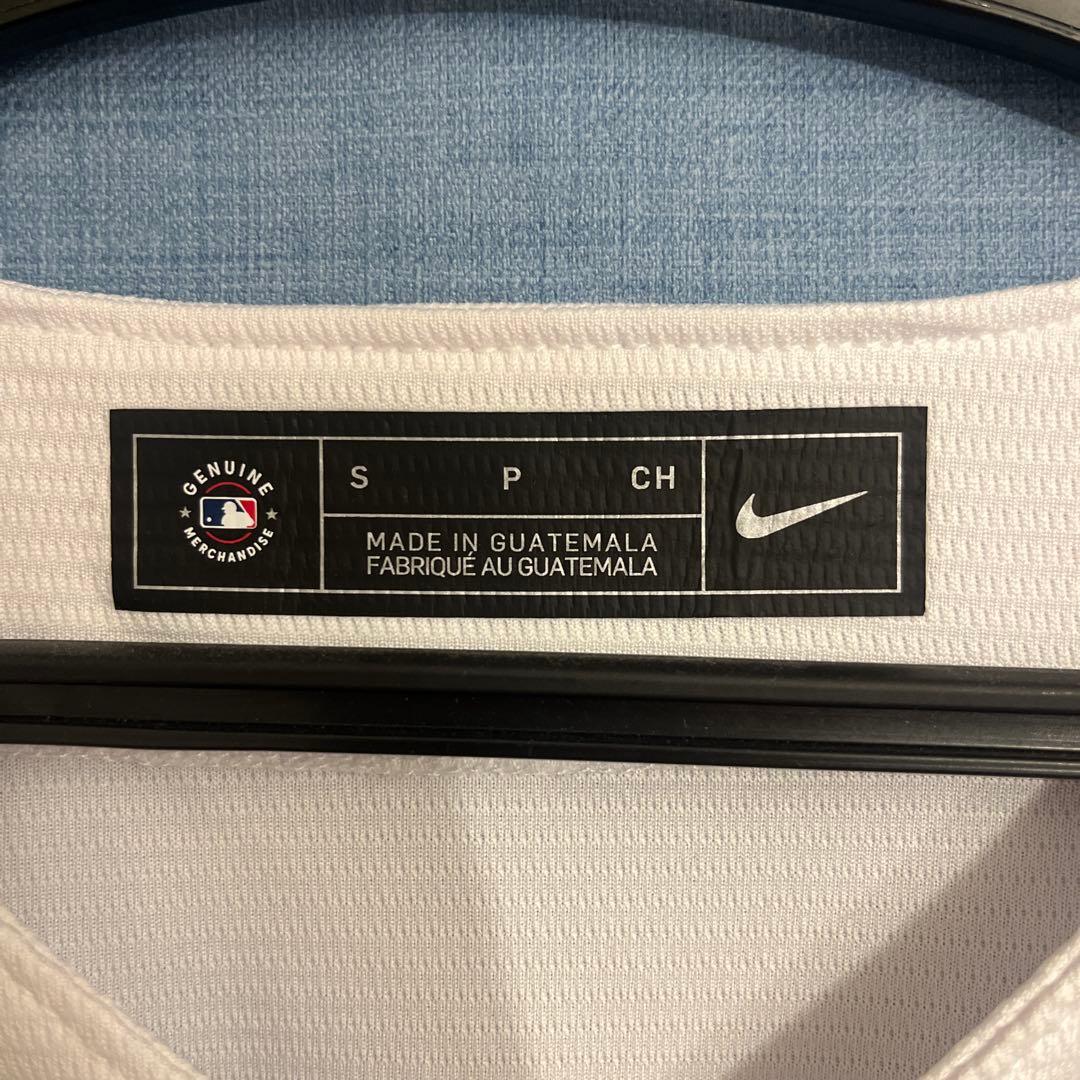 GENUINE
MERCHANDISE
S P CH
MADE IN GUATEMALA
FABRIQUÉ AU GUATEMALA